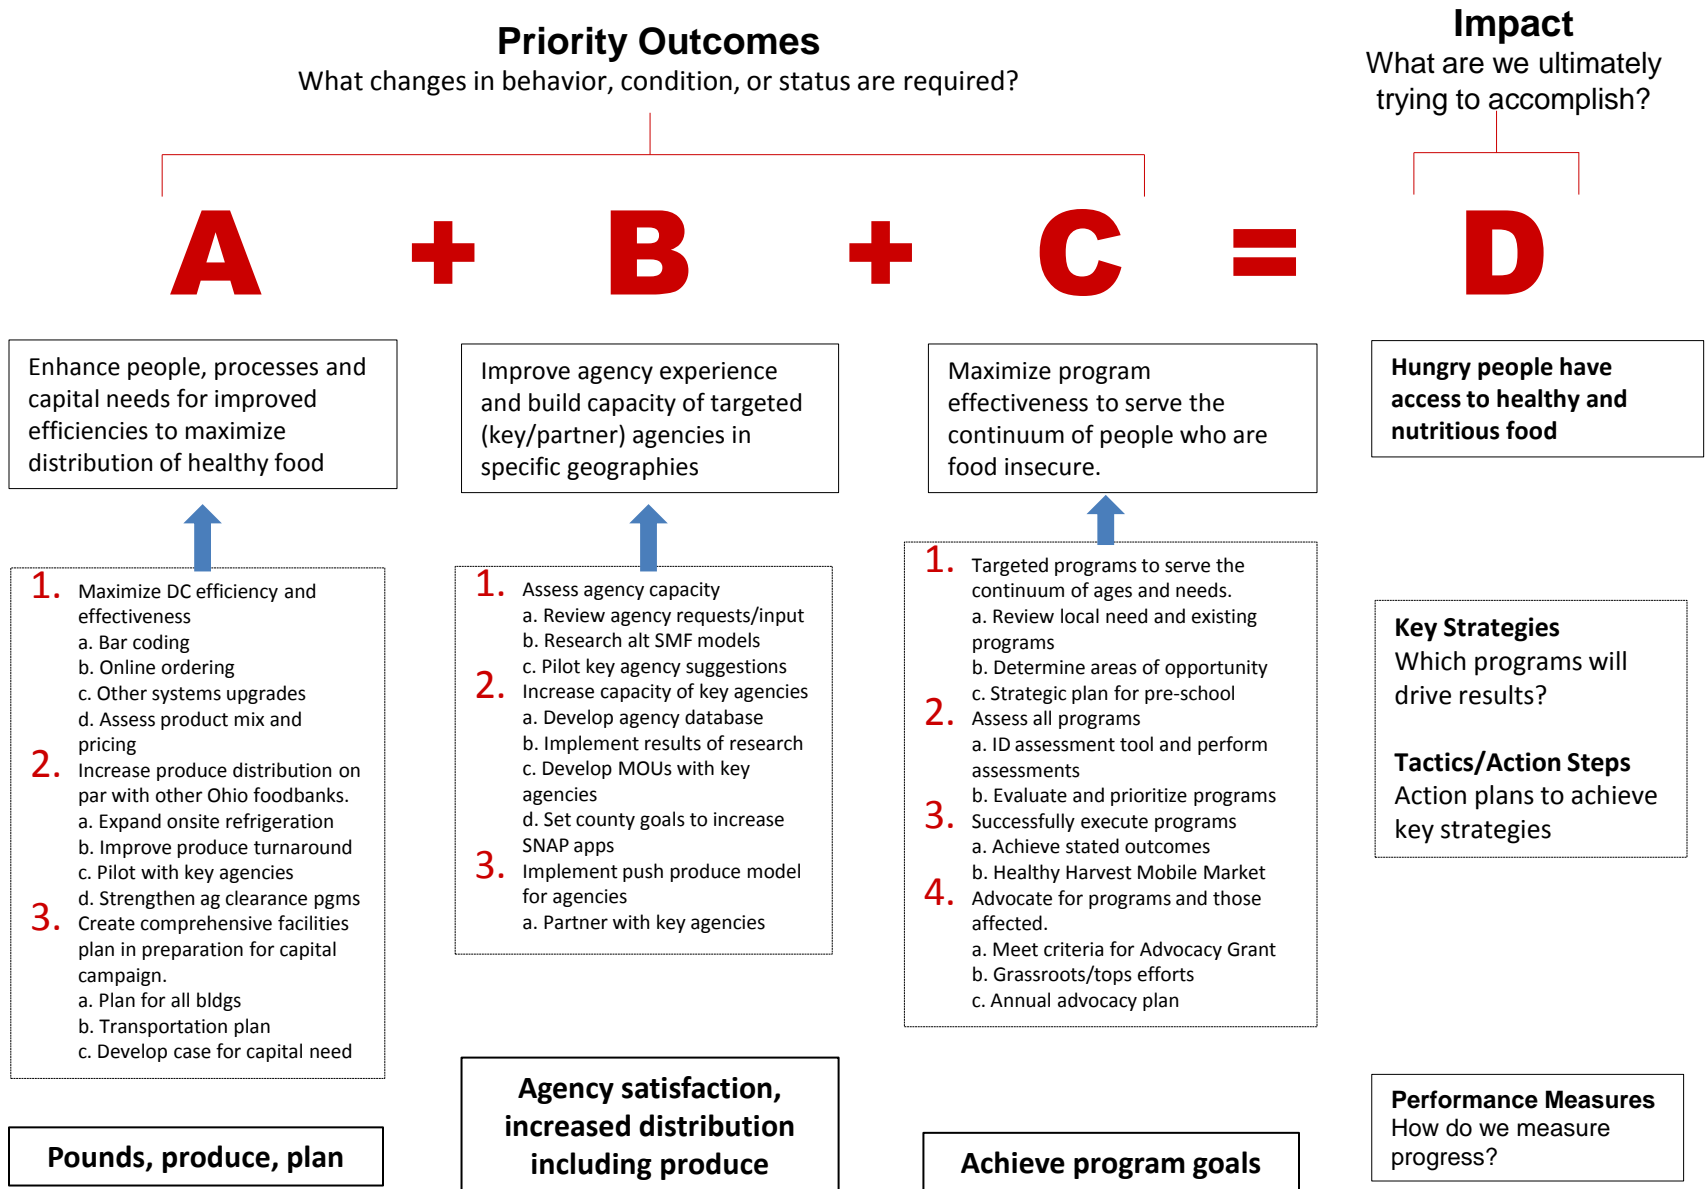 Priority Outcomes
What changes in behavior, condition, or status are required?
Impact
What are we ultimately
trying to accomplish?
A + B + C = D
Enhance people, processes and
capital needs for improved
efficiencies to maximize
distribution of healthy food
Improve agency experience
and build capacity of targeted
(key/partner) agencies in
specific geographies
Maximize program
effectiveness to serve the
continuum of people who are
food insecure.
Hungry people have
access to healthy and
nutritious food
1. Maximize DC efficiency and
effectiveness
a. Bar coding
b. Online ordering
c. Other systems upgrades
d. Assess product mix and
pricing
2. Increase produce distribution on
par with other Ohio foodbanks.
a. Expand onsite refrigeration
b. Improve produce turnaround
c. Pilot with key agencies
d. Strengthen ag clearance pgms
3. Create comprehensive facilities
plan in preparation for capital
campaign.
a. Plan for all bldgs
b. Transportation plan
c. Develop case for capital need
1. Assess agency capacity
a. Review agency requests/input
b. Research alt SMF models
c. Pilot key agency suggestions
2. Increase capacity of key agencies
a. Develop agency database
b. Implement results of research
c. Develop MOUs with key
agencies
d. Set county goals to increase
SNAP apps
3. Implement push produce model
for agencies
a. Partner with key agencies
1. Targeted programs to serve the
continuum of ages and needs.
a. Review local need and existing
programs
b. Determine areas of opportunity
c. Strategic plan for pre-school
2. Assess all programs
a. ID assessment tool and perform
assessments
b. Evaluate and prioritize programs
3. Successfully execute programs
a. Achieve stated outcomes
b. Healthy Harvest Mobile Market
4. Advocate for programs and those
affected.
a. Meet criteria for Advocacy Grant
b. Grassroots/tops efforts
c. Annual advocacy plan
Key Strategies
Which programs will
drive results?
Tactics/Action Steps
Action plans to achieve
key strategies
Pounds, produce, plan
Agency satisfaction,
increased distribution
including produce
Achieve program goals
Performance Measures
How do we measure
progress?